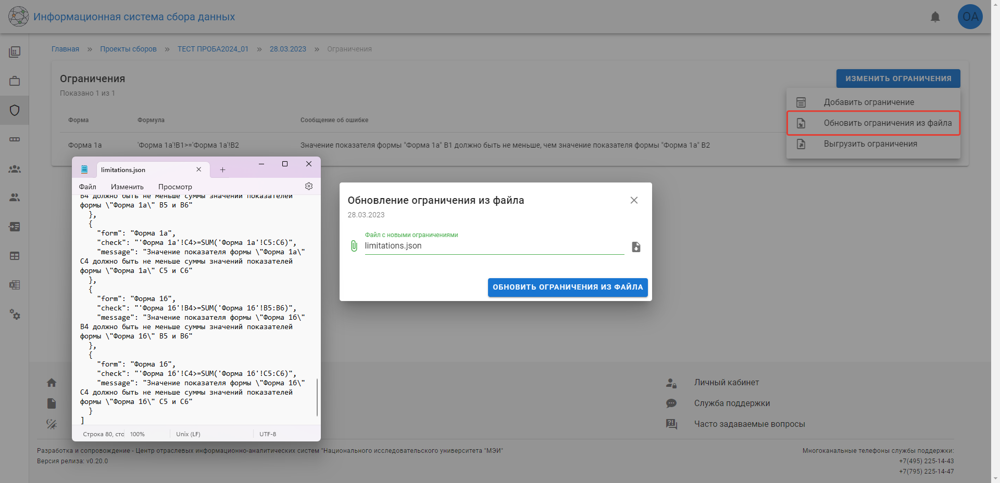 Информационная система сбора данных
ОА
Главная » Проекты сборов » ТЕСТ ПРОБА2024_01 » 28.03.2023 » Ограничения
Ограничения
Показано 1 из 1
ИЗМЕНИТЬ ОГРАНИЧЕНИЯ
Добавить ограничение
Обновить ограничения из файла
Выгрузить ограничения
Форма Формула Сообщение об ошибке
Форма 1а 'Форма 1а'!B1>='Форма 1а'!B2 Значение показателя формы "Форма 1а" B1 должно быть не меньше, чем значение показателя формы "Форма 1а" B2
limitations.json
Файл Изменить Просмотр
B4 должно быть не меньше суммы значений показателей
формы \"Форма 1а\" B5 и B6"
},
{
"form": "Форма 1а",
"check": "'Форма 1а'!C4>=SUM('Форма 1а'!C5:C6)",
"message": "Значение показателя формы \"Форма 1а\"
C4 должно быть не меньше суммы значений показателей
формы \"Форма 1а\" C5 и C6"
},
{
"form": "Форма 1б",
"check": "'Форма 1б'!B4>=SUM('Форма 1б'!B5:B6)",
"message": "Значение показателя формы \"Форма 1б\"
B4 должно быть не меньше суммы значений показателей
формы \"Форма 1б\" B5 и B6"
},
{
"form": "Форма 1б",
"check": "'Форма 1б'!C4>=SUM('Форма 1б'!C5:C6)",
"message": "Значение показателя формы \"Форма 1б\"
C4 должно быть не меньше суммы значений показателей
формы \"Форма 1б\" C5 и C6"
}
]
Строка 80, сто 100% Unix (LF) UTF-8
Обновление ограничения из файла
28.03.2023
Файл с новыми ограничениями
limitations.json
ОБНОВИТЬ ОГРАНИЧЕНИЯ ИЗ ФАЙЛА
Личный кабинет
Служба поддержки
Часто задаваемые вопросы
Разработка и сопровождение - Центр отраслевых информационно-аналитических систем "Национального исследовательского университета "МЭИ"
Версия релиза: v0.20.0
Многоканальные телефоны службы поддержки:
+7(495) 225-14-43
+7(795) 225-14-47